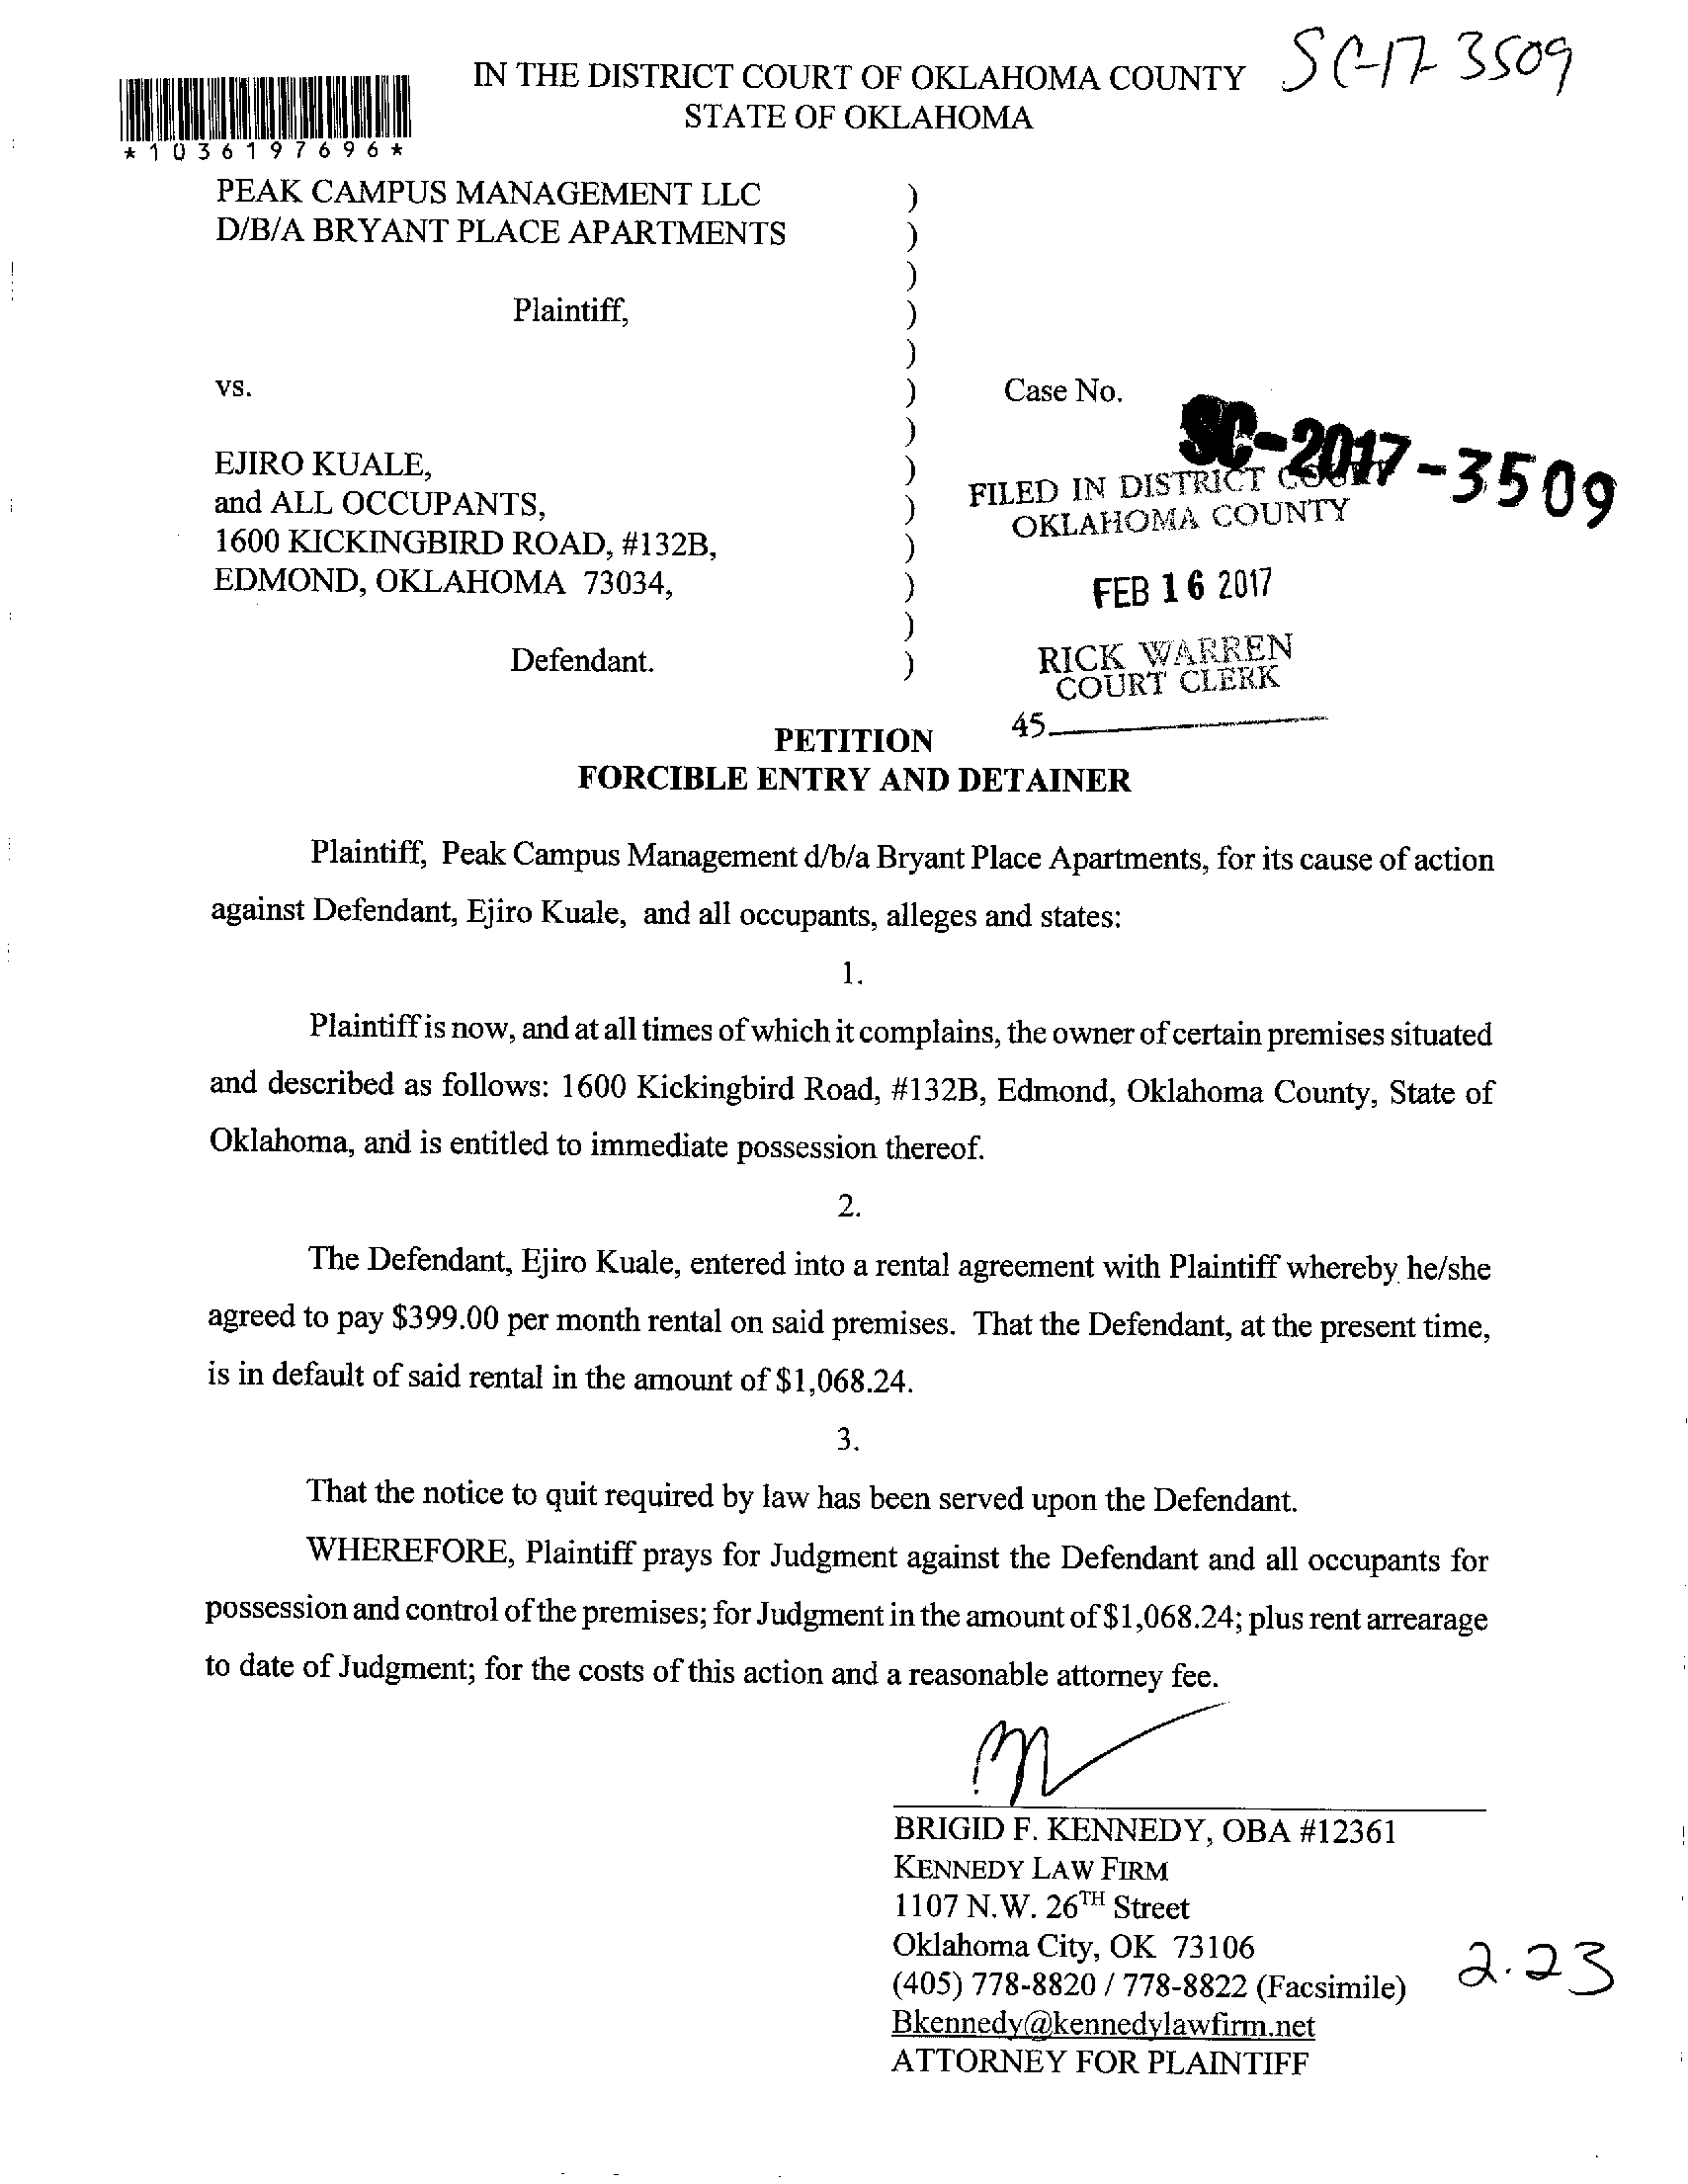 SC-17-3509
IN THE DISTRICT COURT OF OKLAHOMA COUNTY
STATE OF OKLAHOMA
*1036197696*
PEAK CAMPUS MANAGEMENT LLC )
D/B/A BRYANT PLACE APARTMENTS )
)
Plaintiff, )
)
vs. ) Case No.
SC-2017-3509
)
EJIRO KUALE, ) FILED IN DISTRICT COURT
and ALL OCCUPANTS, ) OKLAHOMA COUNTY
1600 KICKINGBIRD ROAD, #132B, )
EDMOND, OKLAHOMA 73034, ) FEB 16 2017
)
Defendant. ) RICK WARREN
COURT CLERK
45
PETITION
FORCIBLE ENTRY AND DETAINER
Plaintiff, Peak Campus Management d/b/a Bryant Place Apartments, for its cause of action
against Defendant, Ejiro Kuale, and all occupants, alleges and states:
1.
Plaintiff is now, and at all times of which it complains, the owner of certain premises situated
and described as follows: 1600 Kickingbird Road, #132B, Edmond, Oklahoma County, State of
Oklahoma, and is entitled to immediate possession thereof.
2.
The Defendant, Ejiro Kuale, entered into a rental agreement with Plaintiff whereby he/she
agreed to pay $399.00 per month rental on said premises. That the Defendant, at the present time,
is in default of said rental in the amount of $1,068.24.
3.
That the notice to quit required by law has been served upon the Defendant.
WHEREFORE, Plaintiff prays for Judgment against the Defendant and all occupants for
possession and control of the premises; for Judgment in the amount of $1,068.24; plus rent arrearage
to date of Judgment; for the costs of this action and a reasonable attorney fee.
BRIGID F. KENNEDY, OBA #12361
KENNEDY LAW FIRM
1107 N.W. 26TH Street
Oklahoma City, OK 73106
(405) 778-8820 / 778-8822 (Facsimile)
2.23
Bkennedy@kennedylawfirm.net
ATTORNEY FOR PLAINTIFF